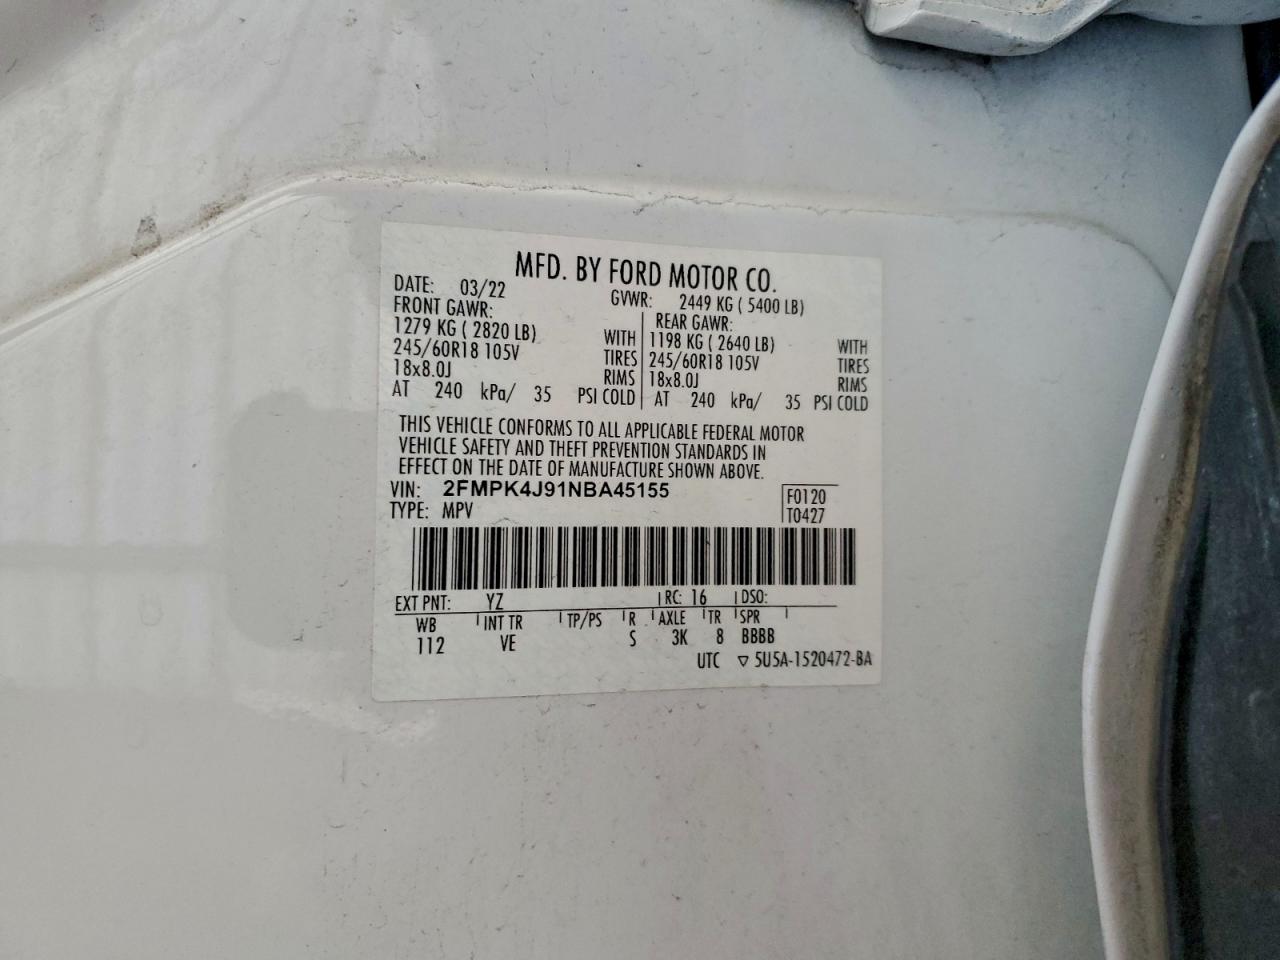 MFD. BY FORD MOTOR CO.
DATE: 03/22 GVWR: 2449 KG ( 5400 LB)
FRONT GAWR: REAR GAWR:
1279 KG ( 2820 LB) WITH 1198 KG ( 2640 LB) WITH
245/60R18 105V TIRES 245/60R18 105V TIRES
18x8.0J RIMS 18x8.0J RIMS
AT 240 kPa/ 35 PSI COLD AT 240 kPa/ 35 PSI COLD
THIS VEHICLE CONFORMS TO ALL APPLICABLE FEDERAL MOTOR
VEHICLE SAFETY AND THEFT PREVENTION STANDARDS IN
EFFECT ON THE DATE OF MANUFACTURE SHOWN ABOVE.
VIN: 2FMPK4J91NBA45155 F0120
TYPE: MPV T0427
EXT PNT: YZ RC: 16 DSO:
WB INT TR TP/PS R AXLE TR SPR
112 VE S 3K 8 BBBB
UTC ▽ 5U5A-1520472-BA